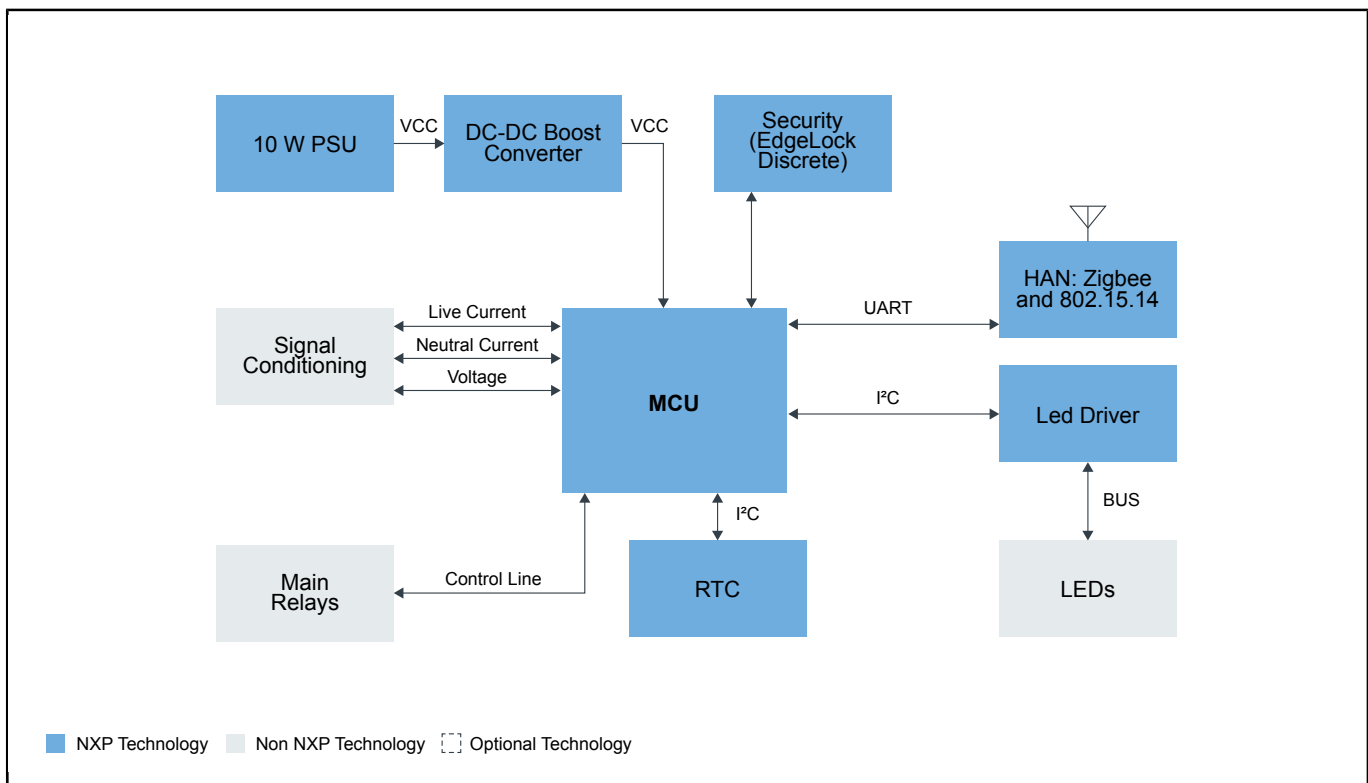 10 W PSU
VCC
DC-DC Boost
Converter
VCC
Security
(EdgeLock
Discrete)
HAN: Zigbee
and 802.15.14
UART
Live Current
Neutral Current
Voltage
Signal
Conditioning
MCU
I²C
Led Driver
BUS
I²C
Main
Relays
Control Line
RTC
LEDs
NXP Technology
Non NXP Technology
Optional Technology